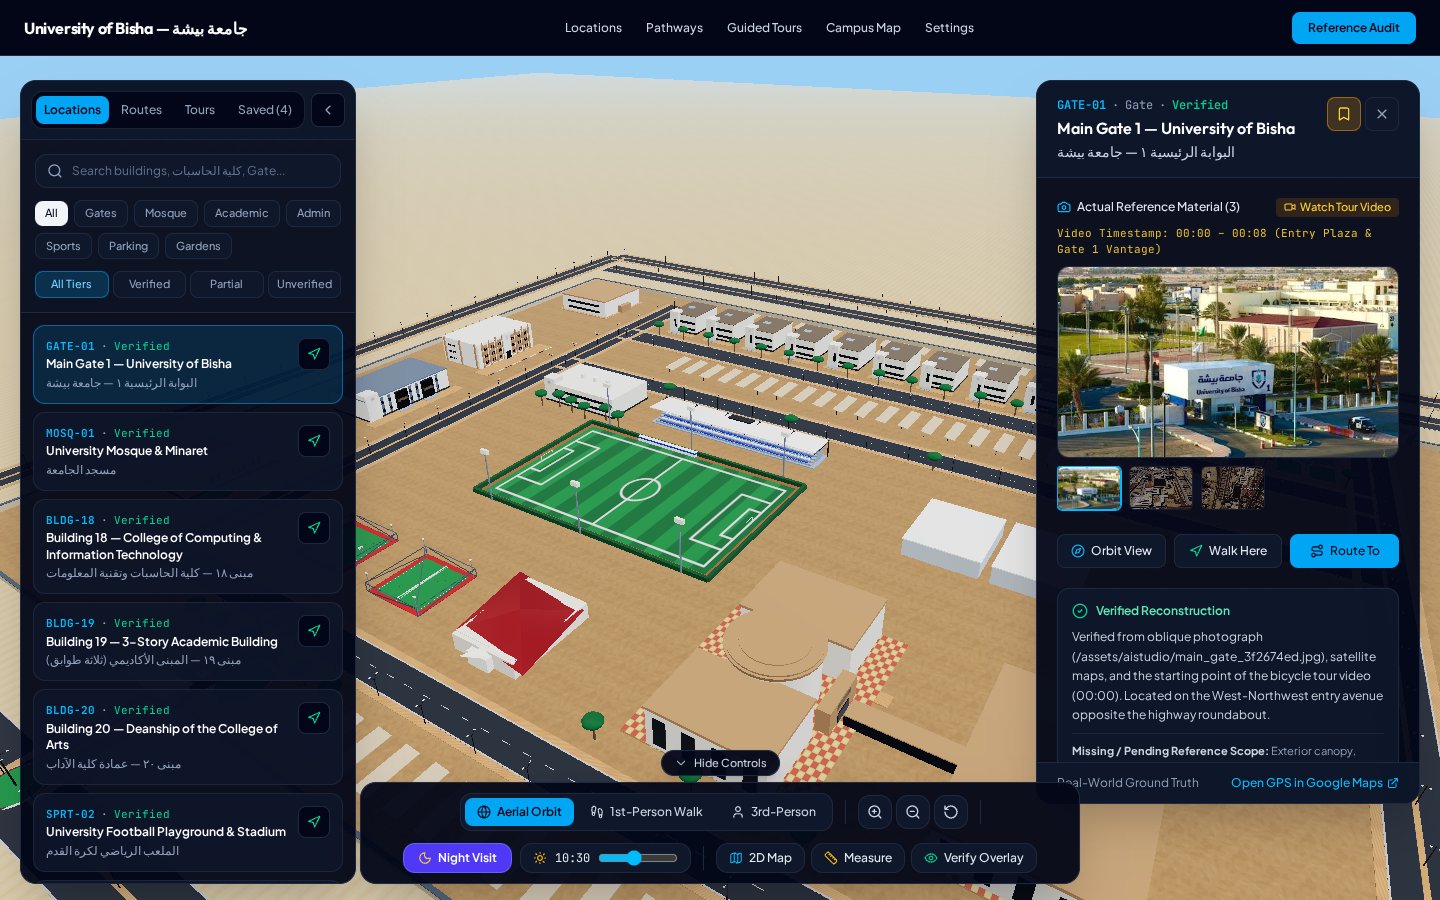 University of Bisha — جامعة بيشة
Locations
Pathways
Guided Tours
Campus Map
Settings
Reference Audit
Locations
Routes
Tours
Saved (4)
Search buildings, كلية الحاسبات, Gate...
All
Gates
Mosque
Academic
Admin
Sports
Parking
Gardens
All Tiers
Verified
Partial
Unverified
GATE-01 · Verified
Main Gate 1 — University of Bisha
البوابة الرئيسية ١ — جامعة بيشة
MOSQ-01 · Verified
University Mosque & Minaret
مسجد الجامعة
BLDG-18 · Verified
Building 18 — College of Computing &
Information Technology
مبنى ١٨ — كلية الحاسبات وتقنية المعلومات
BLDG-19 · Verified
Building 19 — 3-Story Academic Building
مبنى ١٩ — المبنى الأكاديمي (ثلاثة طوابق)
BLDG-20 · Verified
Building 20 — Deanship of the College of
Arts
مبنى ٢٠ — عمادة كلية الآداب
SPRT-02 · Verified
University Football Playground & Stadium
الملعب الرياضي لكرة القدم
Hide Controls
Aerial Orbit
1st-Person Walk
3rd-Person
Night Visit
10:30
2D Map
Measure
Verify Overlay
GATE-01 · Gate · Verified
Main Gate 1 — University of Bisha
البوابة الرئيسية ١ — جامعة بيشة
Actual Reference Material (3)
Watch Tour Video
Video Timestamp: 00:00 – 00:08 (Entry Plaza &
Gate 1 Vantage)
جامعة بيشة
University of Bisha
1
Orbit View
Walk Here
Route To
Verified Reconstruction
Verified from oblique photograph
(/assets/aistudio/main_gate_3f2674ed.jpg), satellite
maps, and the starting point of the bicycle tour video
(00:00). Located on the West-Northwest entry avenue
opposite the highway roundabout.
Missing / Pending Reference Scope: Exterior canopy,
Real-World Ground Truth
Open GPS in Google Maps